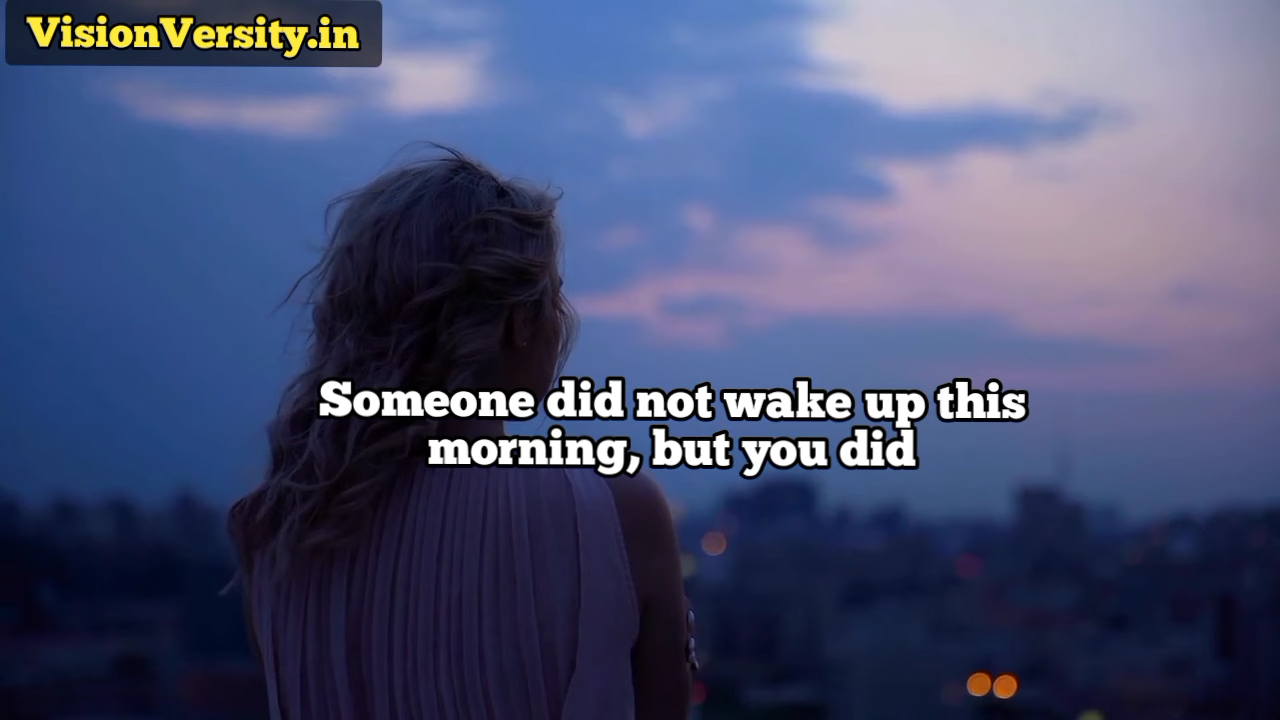 VisionVersity.in
Someone did not wake up this
morning, but you did